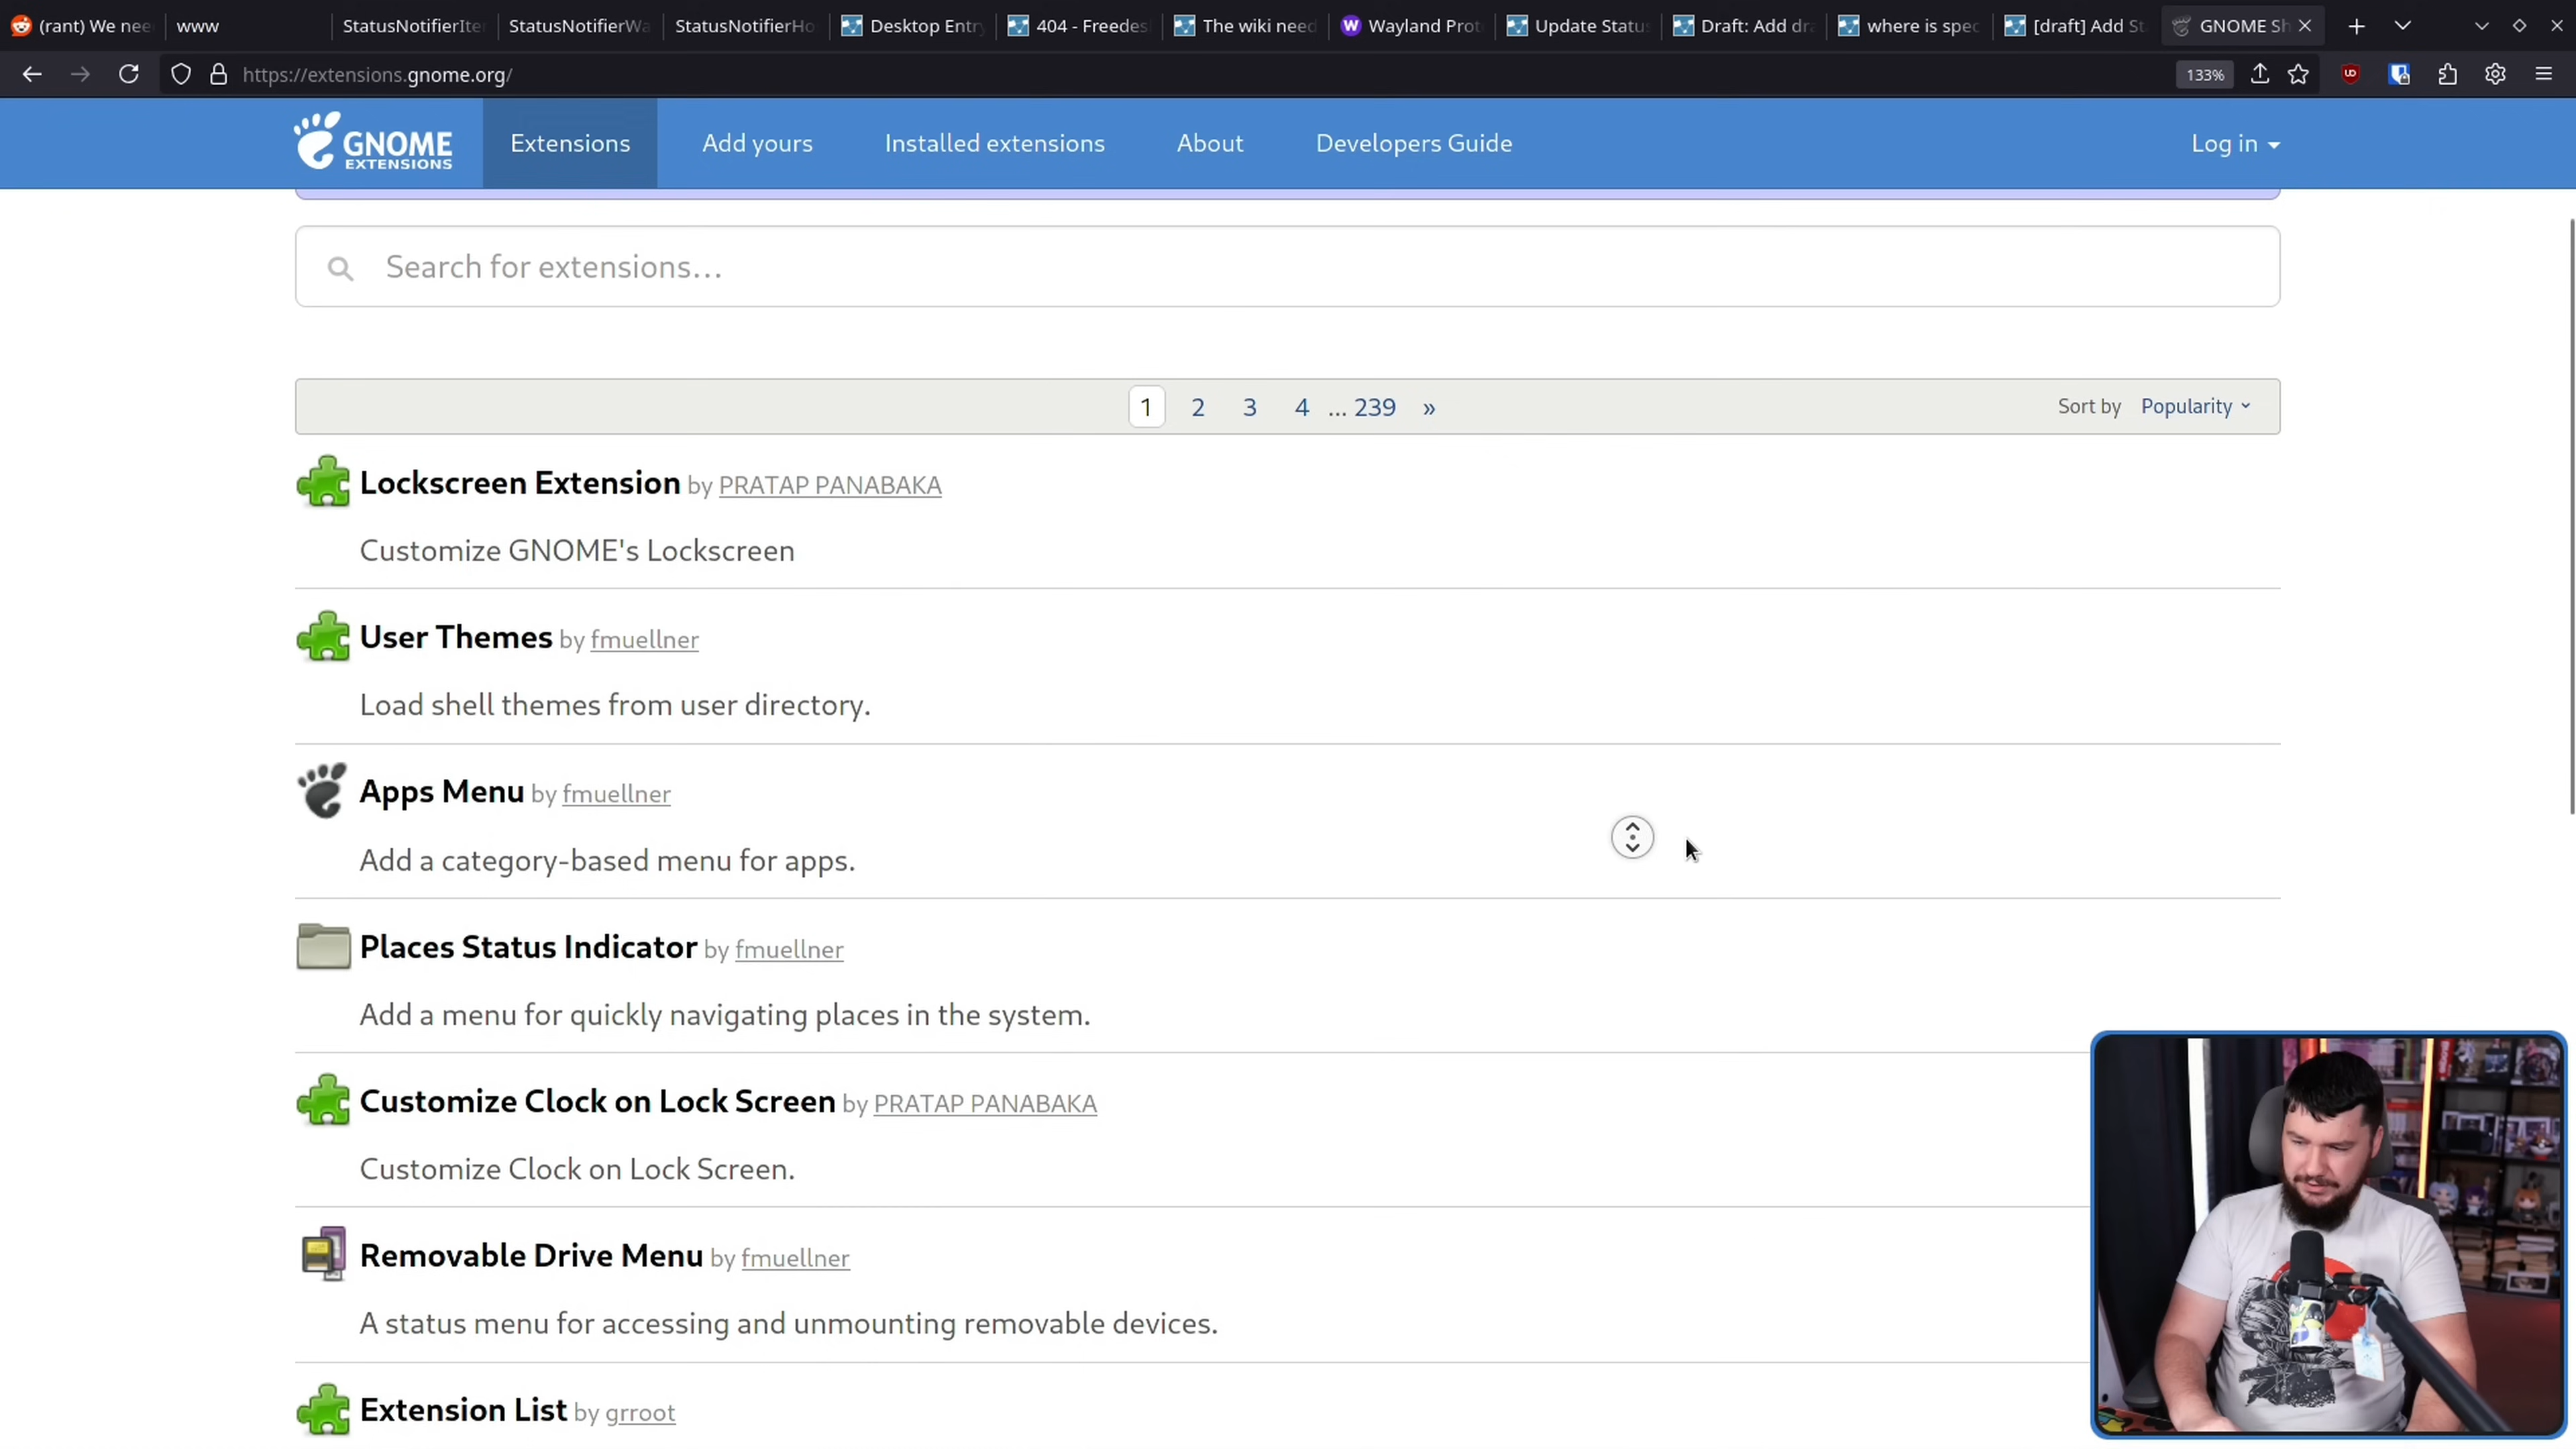 (rant) We nee
www
StatusNotifierIte
StatusNotifierWa
StatusNotifierHo
Desktop Entry
404 - Freedes
The wiki need
Wayland Prot
Update Status
Draft: Add dra
where is spec
[draft] Add St
GNOME Sh
https://extensions.gnome.org/
133%
GNOME EXTENSIONS
Extensions
Add yours
Installed extensions
About
Developers Guide
Log in
Search for extensions…
1 2 3 4 ... 239 »
Sort by Popularity
Lockscreen Extension by PRATAP PANABAKA
Customize GNOME's Lockscreen
User Themes by fmuellner
Load shell themes from user directory.
Apps Menu by fmuellner
Add a category-based menu for apps.
Places Status Indicator by fmuellner
Add a menu for quickly navigating places in the system.
Customize Clock on Lock Screen by PRATAP PANABAKA
Customize Clock on Lock Screen.
Removable Drive Menu by fmuellner
A status menu for accessing and unmounting removable devices.
Extension List by grroot